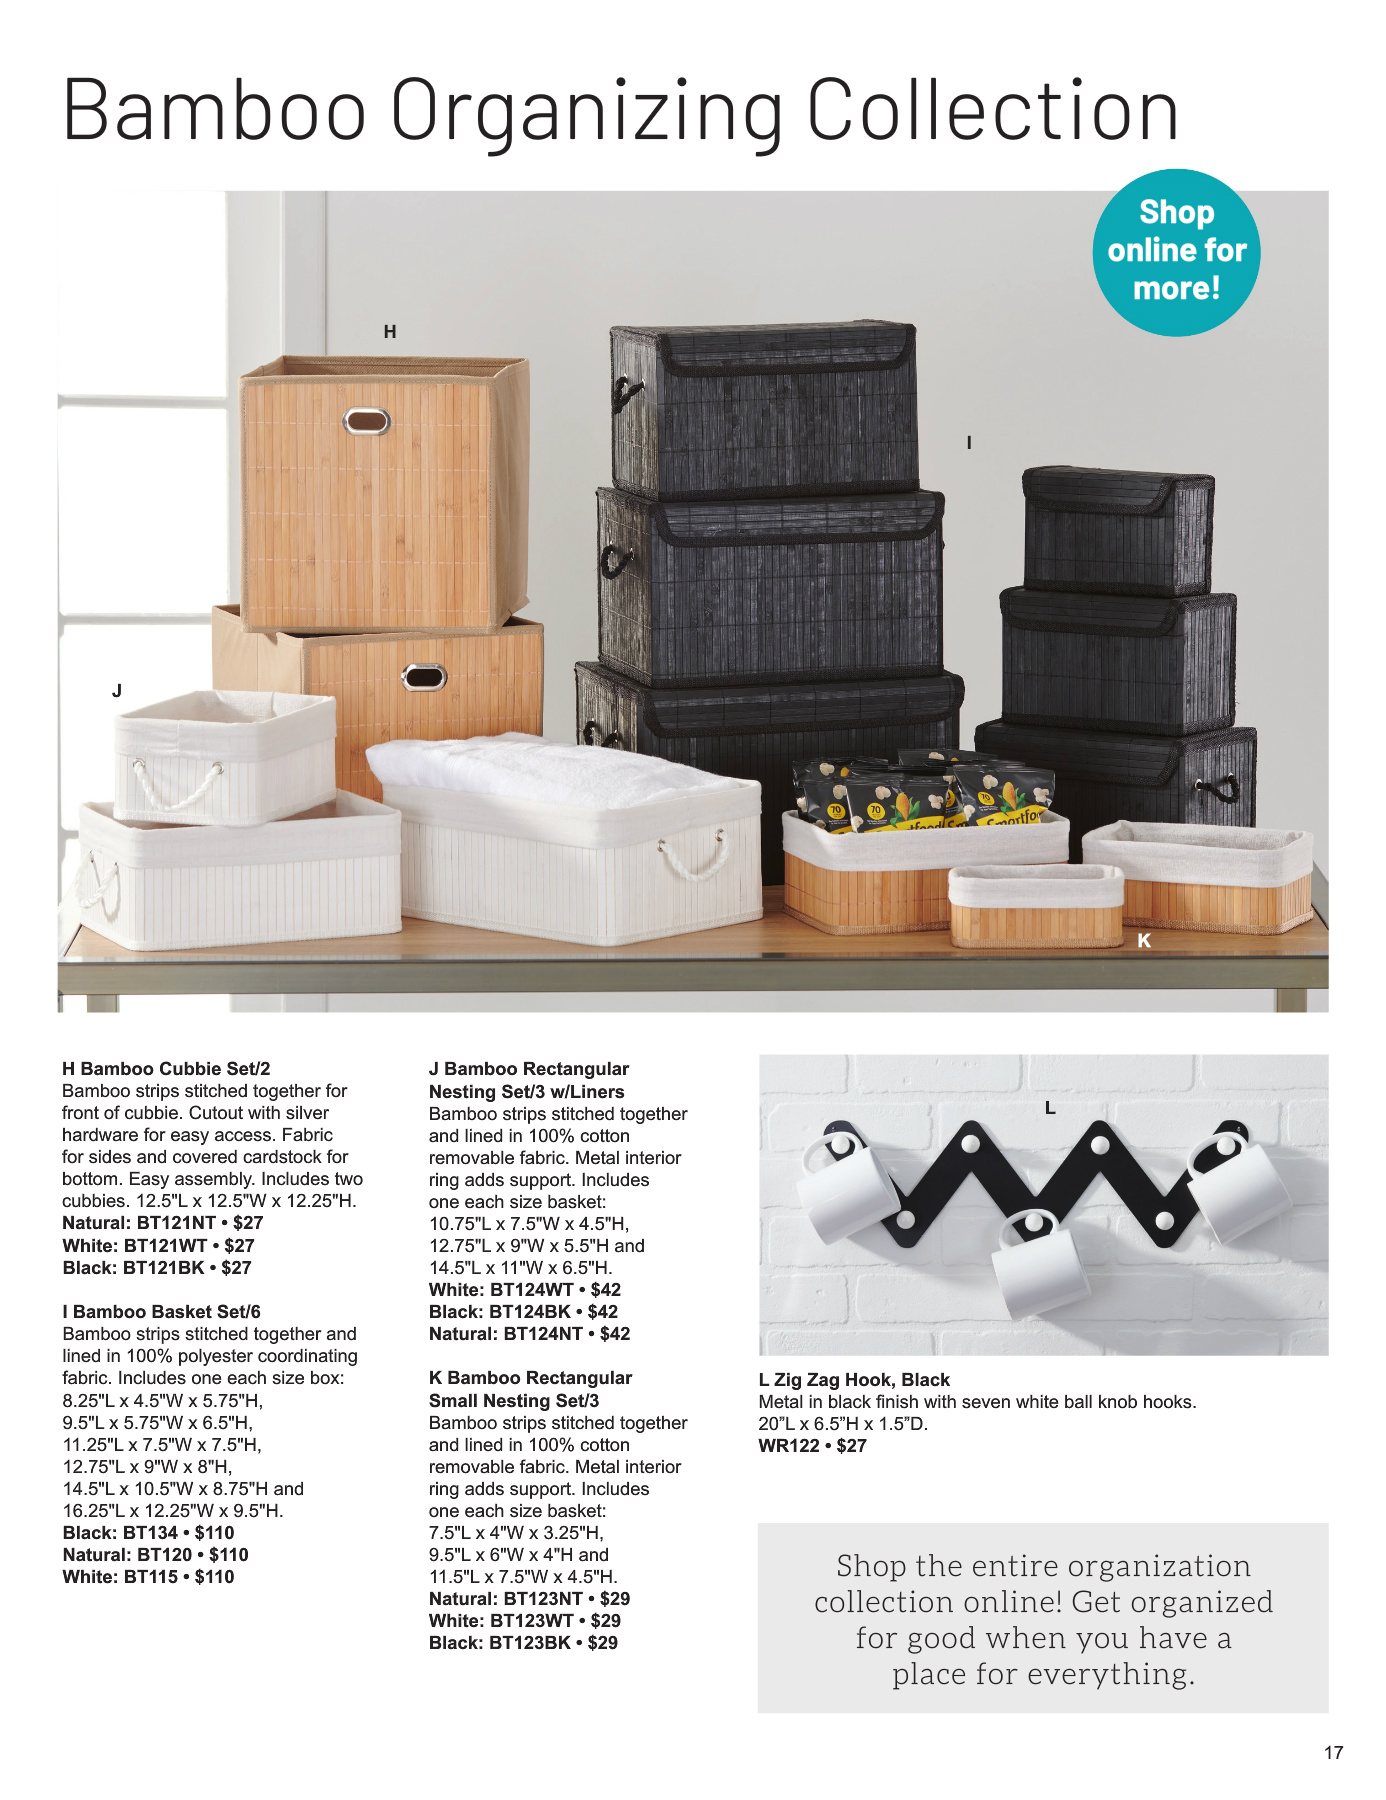 Bamboo Organizing Collection
Shop
online for
more!
H
I
J
K
70
70
70
Smartfo
H Bamboo Cubbie Set/2
Bamboo strips stitched together for
front of cubbie. Cutout with silver
hardware for easy access. Fabric
for sides and covered cardstock for
bottom. Easy assembly. Includes two
cubbies. 12.5"L x 12.5"W x 12.25"H.
Natural: BT121NT • $27
White: BT121WT • $27
Black: BT121BK • $27
I Bamboo Basket Set/6
Bamboo strips stitched together and
lined in 100% polyester coordinating
fabric. Includes one each size box:
8.25"L x 4.5"W x 5.75"H,
9.5"L x 5.75"W x 6.5"H,
11.25"L x 7.5"W x 7.5"H,
12.75"L x 9"W x 8"H,
14.5"L x 10.5"W x 8.75"H and
16.25"L x 12.25"W x 9.5"H.
Black: BT134 • $110
Natural: BT120 • $110
White: BT115 • $110
J Bamboo Rectangular
Nesting Set/3 w/Liners
Bamboo strips stitched together
and lined in 100% cotton
removable fabric. Metal interior
ring adds support. Includes
one each size basket:
10.75"L x 7.5"W x 4.5"H,
12.75"L x 9"W x 5.5"H and
14.5"L x 11"W x 6.5"H.
White: BT124WT • $42
Black: BT124BK • $42
Natural: BT124NT • $42
K Bamboo Rectangular
Small Nesting Set/3
Bamboo strips stitched together
and lined in 100% cotton
removable fabric. Metal interior
ring adds support. Includes
one each size basket:
7.5"L x 4"W x 3.25"H,
9.5"L x 6"W x 4"H and
11.5"L x 7.5"W x 4.5"H.
Natural: BT123NT • $29
White: BT123WT • $29
Black: BT123BK • $29
L
L Zig Zag Hook, Black
Metal in black finish with seven white ball knob hooks.
20”L x 6.5”H x 1.5”D.
WR122 • $27
Shop the entire organization
collection online! Get organized
for good when you have a
place for everything.
17